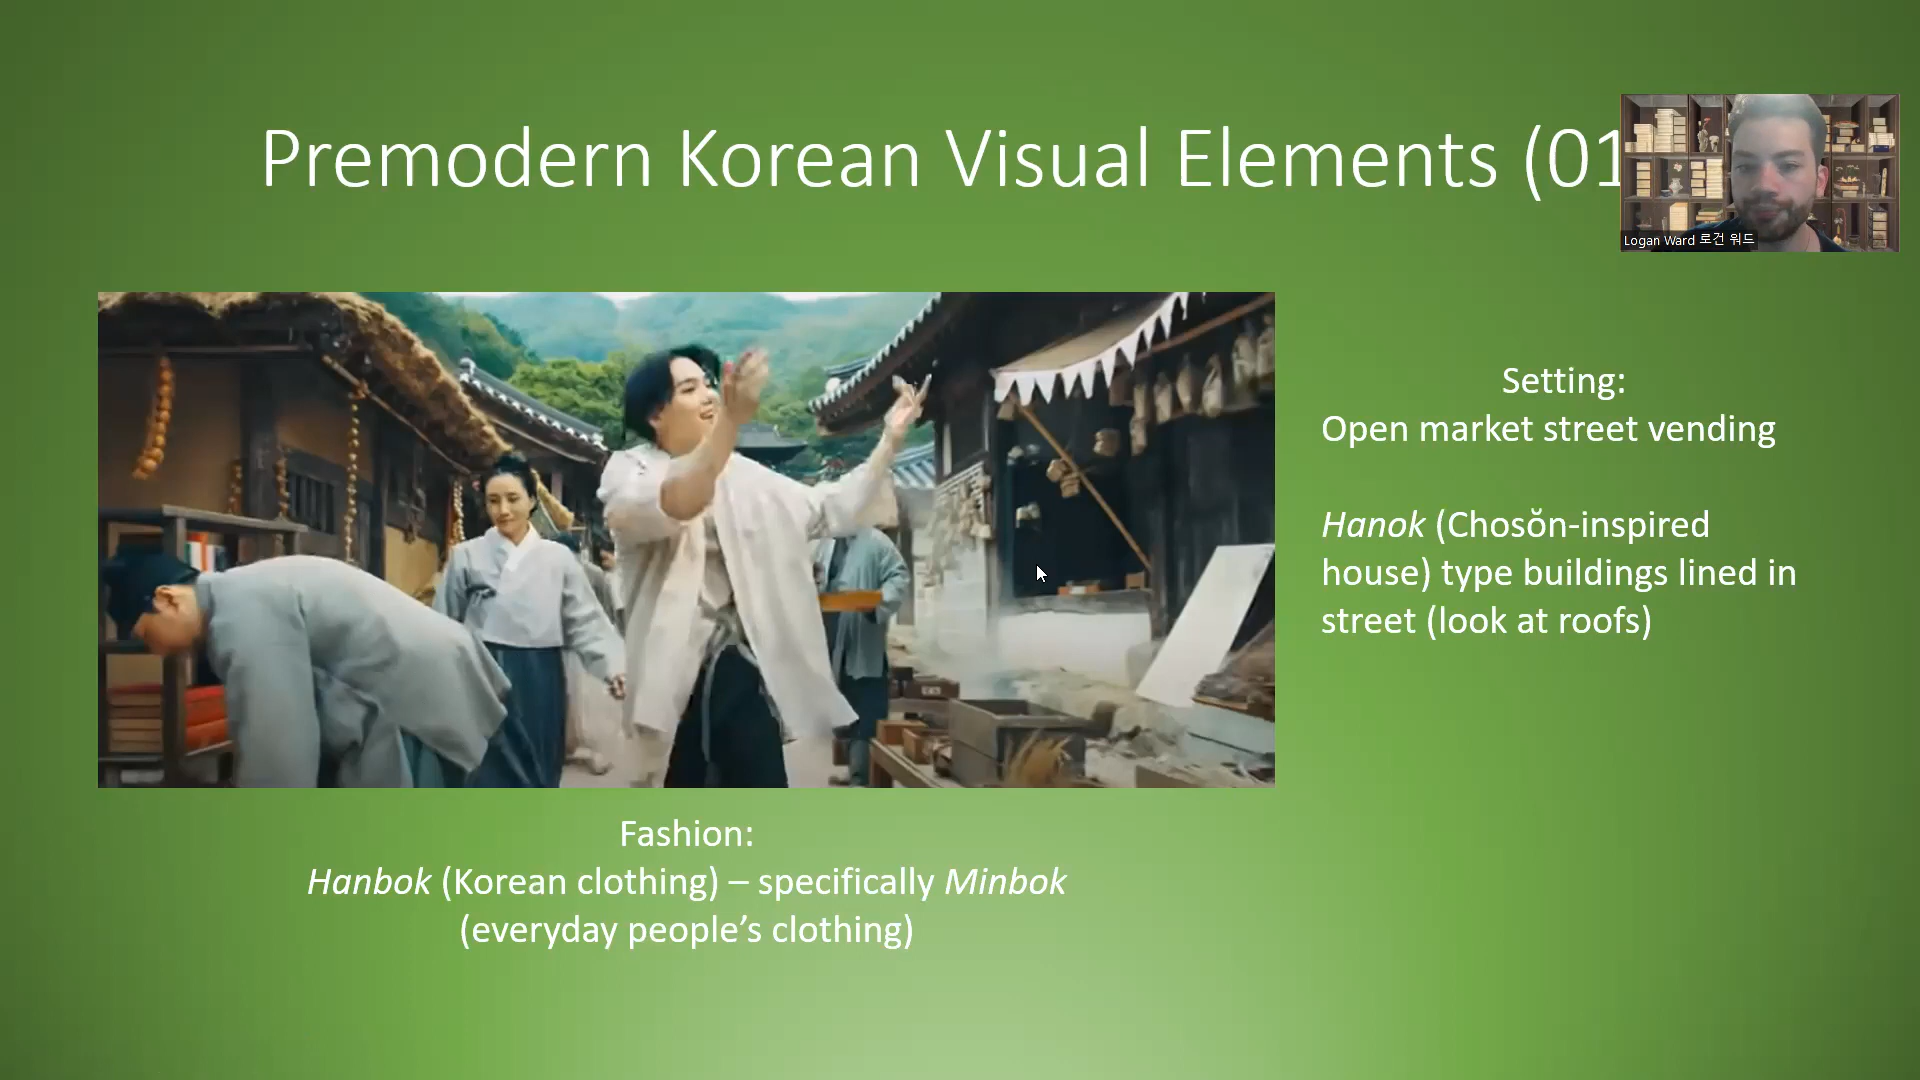 Premodern Korean Visual Elements (01
Logan Ward 로건 워드
Setting:
Open market street vending
Hanok (Chosŏn-inspired
house) type buildings lined in
street (look at roofs)
Fashion:
Hanbok (Korean clothing) – specifically Minbok
(everyday people’s clothing)